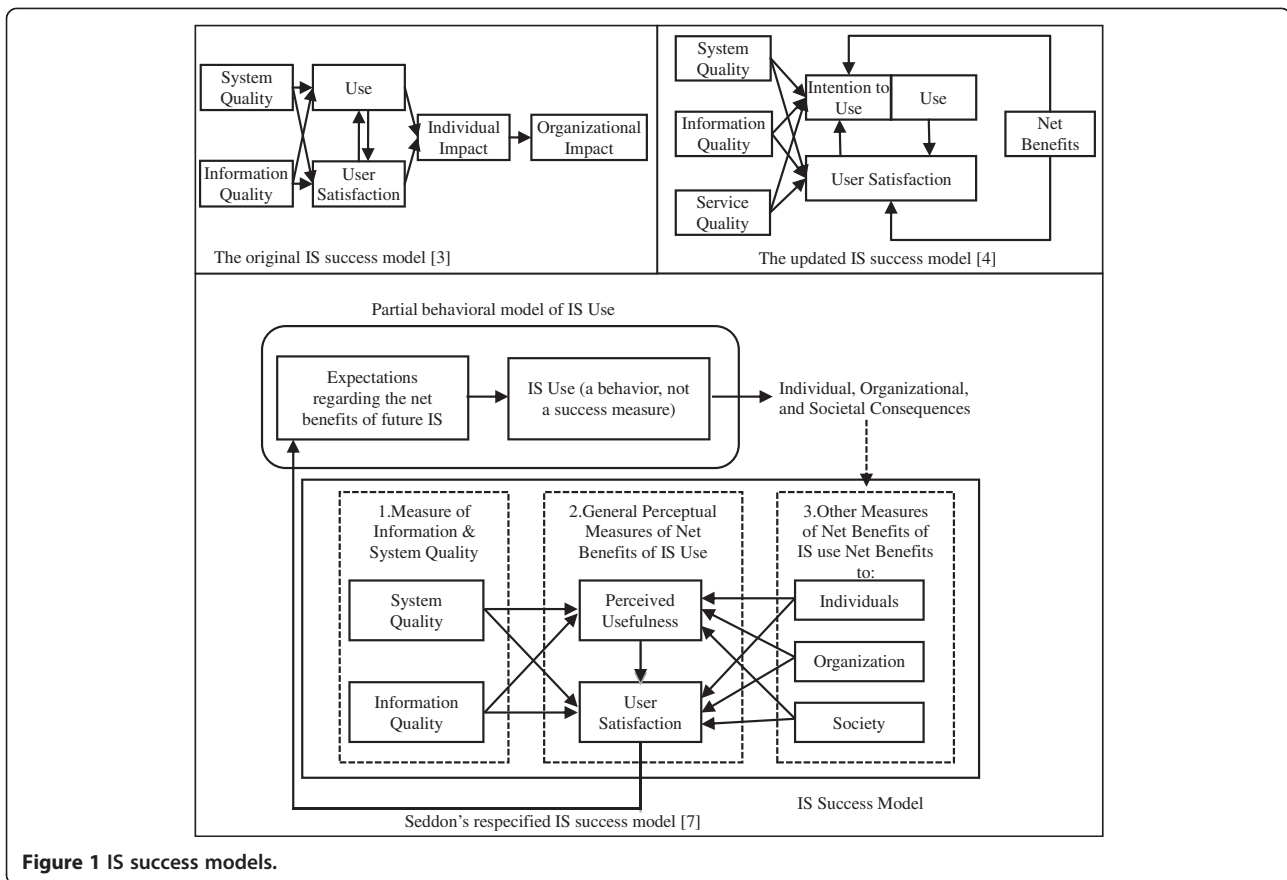 System
Quality
Information
Quality
Use
User
Satisfaction
Individual
Impact
Organizational
Impact
The original IS success model [3]
System
Quality
Information
Quality
Service
Quality
Intention to
Use
Use
User Satisfaction
Net
Benefits
The updated IS success model [4]
Partial behavioral model of IS Use
Expectations
regarding the net
benefits of future IS
IS Use (a behavior, not
a success measure)
Individual, Organizational,
and Societal Consequences
1.Measure of
Information &
System Quality
System
Quality
Information
Quality
2.General Perceptual
Measures of Net
Benefits of IS Use
Perceived
Usefulness
User
Satisfaction
3.Other Measures
of Net Benefits of
IS use Net Benefits
to:
Individuals
Organization
Society
IS Success Model
Seddon's respecified IS success model [7]
Figure 1 IS success models.